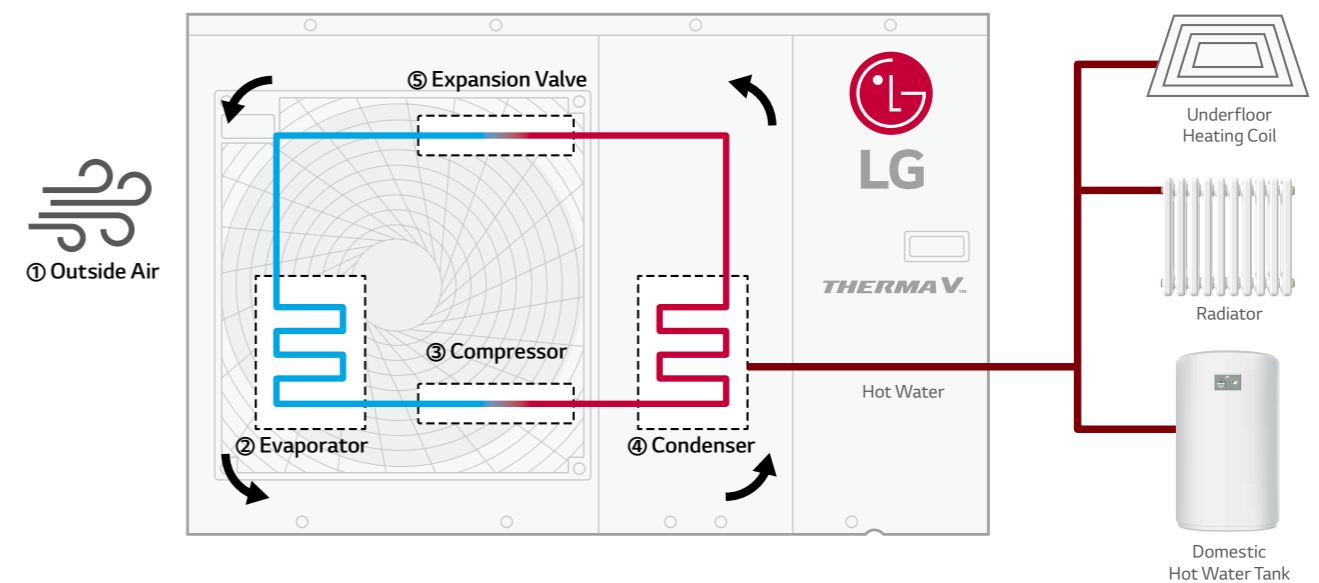 ⑤ Expansion Valve
LG
THERMA V™
① Outside Air
③ Compressor
② Evaporator
④ Condenser
Hot Water
Underfloor
Heating Coil
Radiator
Domestic
Hot Water Tank